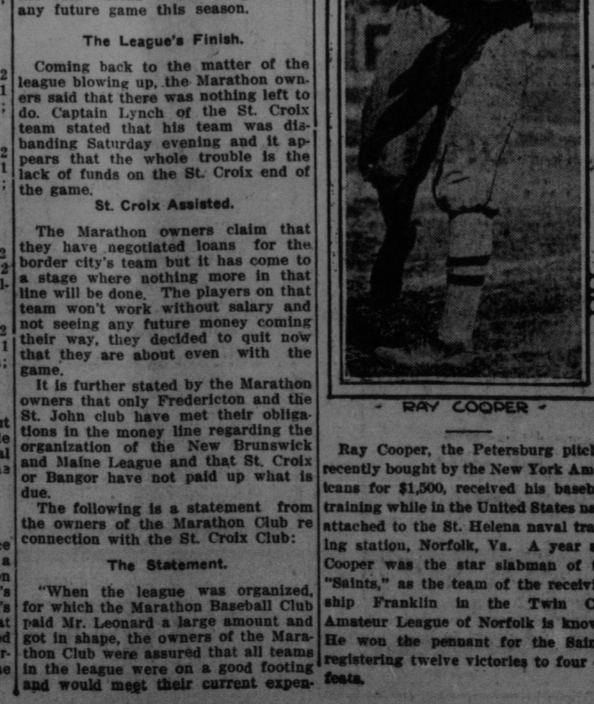 any future game this season.
The League's Finish.
Coming back to the matter of the
league blowing up, the Marathon own-
ers said that there was nothing left to
do. Captain Lynch of the St. Croix
team stated that his team was dis-
banding Saturday evening and it ap-
pears that the whole trouble is the
lack of funds on the St. Croix end of
the game.
St. Croix Assisted.
The Marathon owners claim that
they have negotiated loans for the
border city's team but it has come to
a stage where nothing more in that
line will be done. The players on that
team won't work without salary and
not seeing any future money coming
their way, they decided to quit now
that they are about even with the
game.
It is further stated by the Marathon
owners that only Fredericton and the
St. John club have met their obliga-
tions in the money line regarding the
organization of the New Brunswick
and Maine League and that St. Croix
or Bangor have not paid up what is
due.
The following is a statement from
the owners of the Marathon Club re
connection with the St. Croix Club:
The Statement.
"When the league was organized,
for which the Marathon Baseball Club
paid Mr. Leonard a large amount and
got in shape, the owners of the Mara-
thon Club were assured that all teams
in the league were on a good footing
and would meet their current expen-
- RAY COOPER -
Ray Cooper, the Petersburg pitch
recently bought by the New York Am
icans for $1,500, received his baseb
training while in the United States na
attached to the St. Helena naval tra
ing station, Norfolk, Va. A year a
Cooper was the star slabman of t
"Saints," as the team of the receivi
ship Franklin in the Twin C
Amateur League of Norfolk is know
He won the pennant for the Sain
registering twelve victories to four
feats.